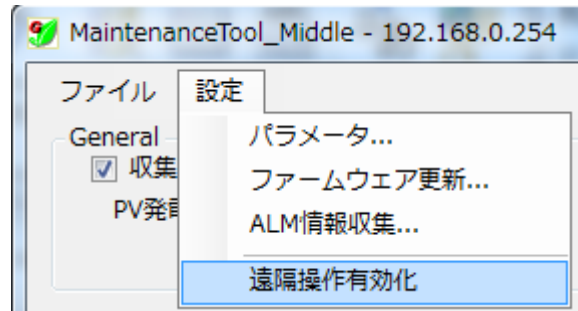 MaintenanceTool_Middle - 192.168.0.254
ファイル 設定
General
収集
PV発
パラメータ...
ファームウェア更新...
ALM情報収集...
遠隔操作有効化